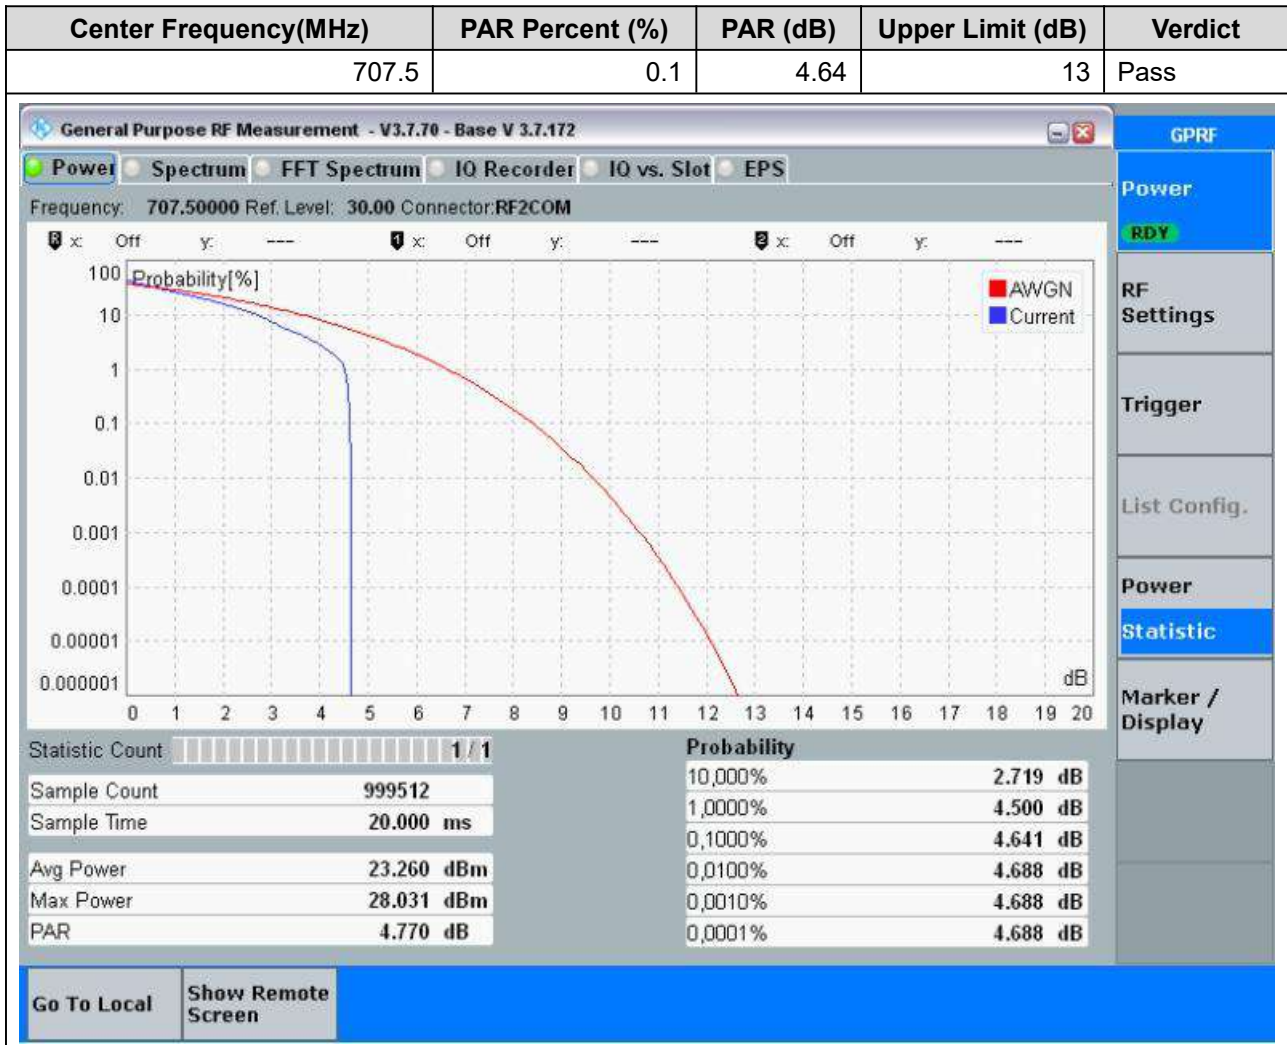 Center Frequency(MHz) PAR Percent (%) PAR (dB) Upper Limit (dB) Verdict
707.5 0.1 4.64 13 Pass
General Purpose RF Measurement - V3.7.70 - Base V 3.7.172
GPRF
Power Spectrum FFT Spectrum IQ Recorder IQ vs. Slot EPS
Frequency: 707.50000 Ref. Level: 30.00 Connector:RF2COM
R x: Off y: --- 1 x: Off y: --- 2 x: Off y: ---
Probability[%]
AWGN
Current
100
10
1
0.1
0.01
0.001
0.0001
0.00001
0.000001
dB
0 1 2 3 4 5 6 7 8 9 10 11 12 13 14 15 16 17 18 19 20
Statistic Count 1 / 1
Sample Count 999512
Sample Time 20.000 ms
Avg Power 23.260 dBm
Max Power 28.031 dBm
PAR 4.770 dB
Probability
10,000% 2.719 dB
1,0000% 4.500 dB
0,1000% 4.641 dB
0,0100% 4.688 dB
0,0010% 4.688 dB
0,0001% 4.688 dB
Power
RDY
RF
Settings
Trigger
List Config.
Power
Statistic
Marker /
Display
Go To Local
Show Remote
Screen